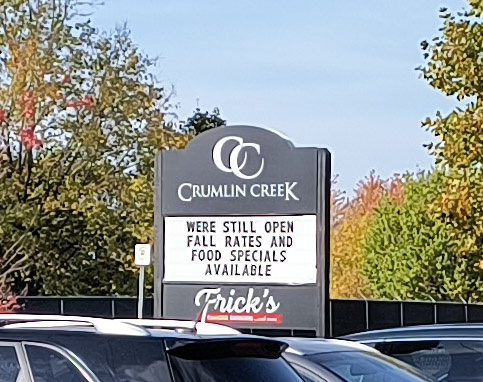 CC
CRUMLIN CREEK
WERE STILL OPEN
FALL RATES AND
FOOD SPECIALS
AVAILABLE
Frick's